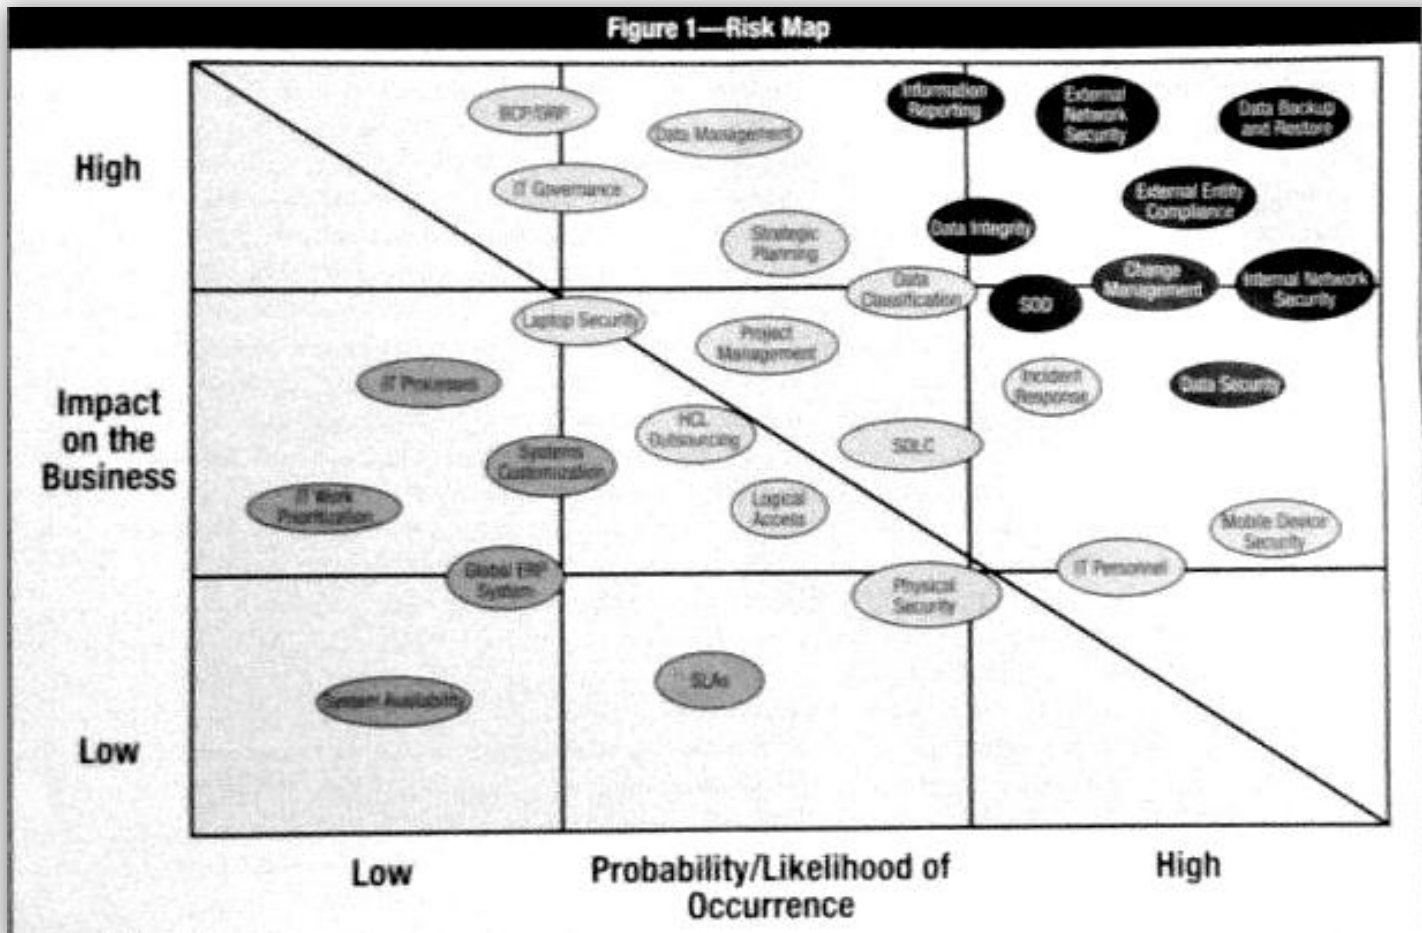 Figure 1—Risk Map
High
Impact
on the
Business
Low
BCP/DRP
Data Management
Information
Reporting
External
Network
Security
Data Backup
and Restore
IT Governance
External Entity
Compliance
Strategic
Planning
Data Integrity
Data
Classification
SOD
Change
Management
Internal Network
Security
Laptop Security
Project
Management
IT Processes
Incident
Response
Data Security
HCL
Outsourcing
SDLC
Systems
Customization
IT Work
Prioritization
Logical
Access
Mobile Device
Security
Global ERP
System
Physical
Security
IT Personnel
System Availability
SLAs
Low
Probability/Likelihood of
Occurrence
High